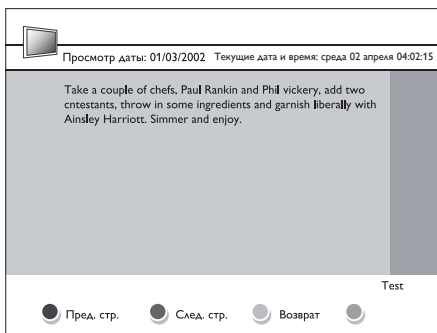 Просмотр даты: 01/03/2002 Текущие дата и время: среда 02 апреля 04:02:15
Take a couple of chefs, Paul Rankin and Phil vickery, add two
cntestants, throw in some ingredients and garnish liberally with
Ainsley Harriott. Simmer and enjoy.
Test
Пред. стр. След. стр. Возврат